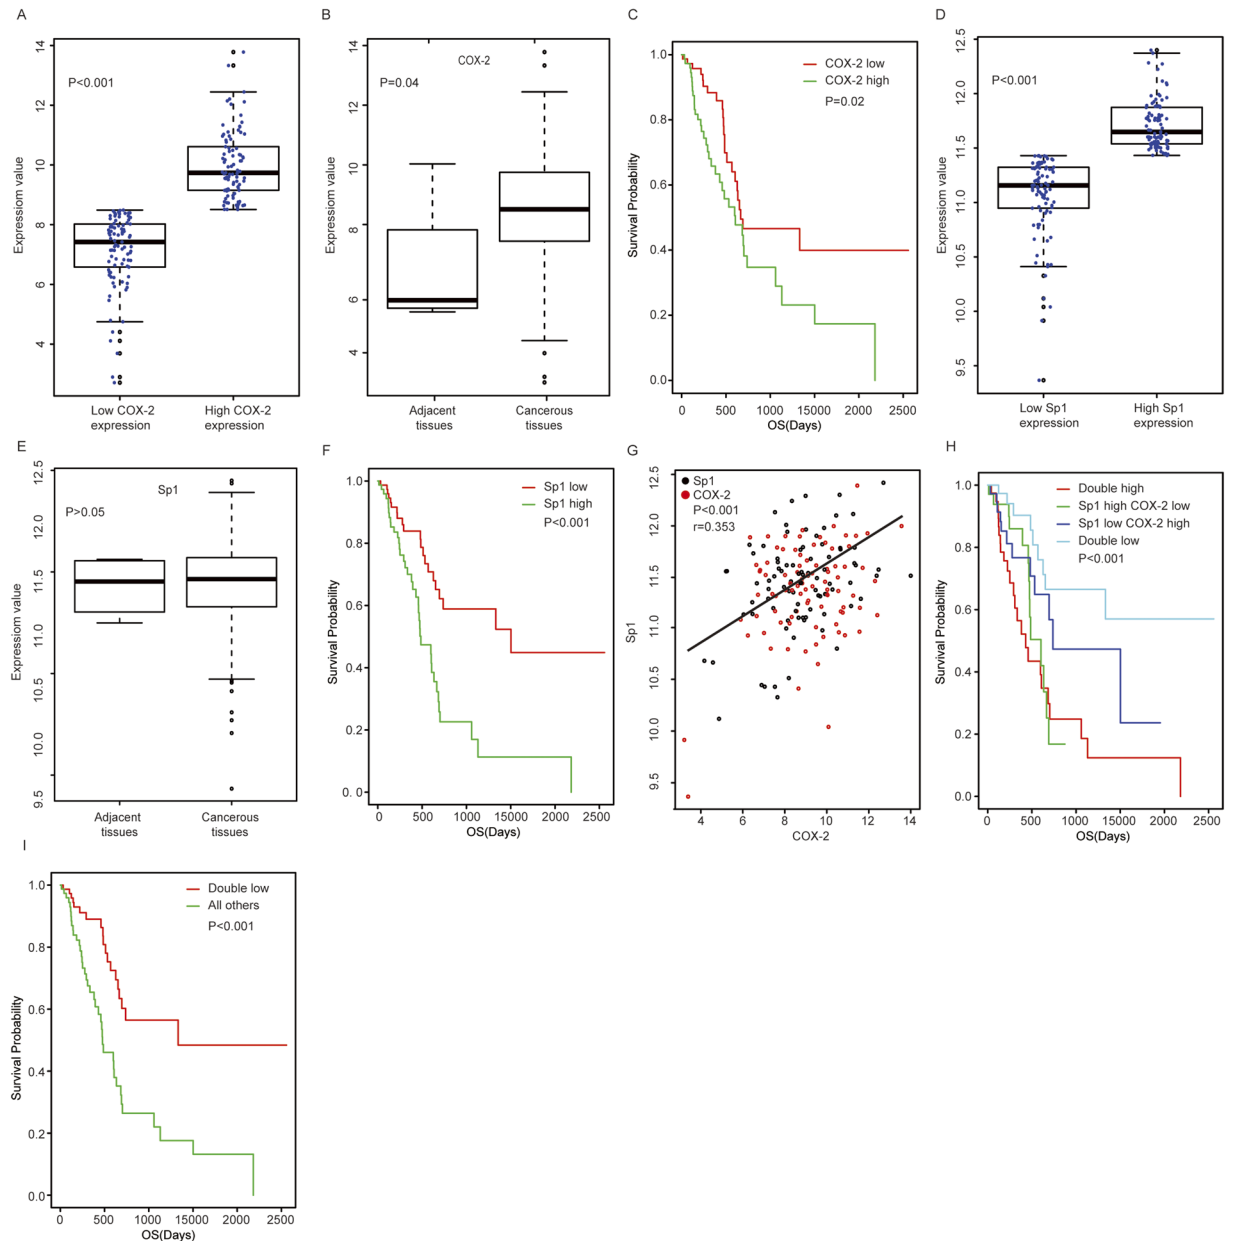 A
Expressiom value
14
12
10
8
6
4
P<0.001
Low COX-2
expression
High COX-2
expression
B
Expressiom value
14
12
10
8
6
4
COX-2
P=0.04
Adjacent
tissues
Cancerous
tissues
C
Survival Probability
1.0
0.8
0.6
0.4
0.2
0.0
COX-2 low
COX-2 high
P=0.02
0 500 1000 1500 2000 2500
OS(Days)
D
Expressiom value
12.5
12.0
11.5
11.0
10.5
10.0
9.5
P<0.001
Low Sp1
expression
High Sp1
expression
E
Expressiom value
12.5
12.0
11.5
11.0
10.5
10.0
9.5
Sp1
P>0.05
Adjacent
tissues
Cancerous
tissues
F
Survival Probability
1.0
0.8
0.6
0.4
0.2
0. 0
Sp1 low
Sp1 high
P<0.001
0 500 1000 1500 2000 2500
OS(Days)
G
Sp1
12.5
12.0
11.5
11.0
10.5
10.0
9.5
Sp1
COX-2
P<0.001
r=0.353
4 6 8 10 12 14
COX-2
H
Survival Probability
1.0
0.8
0.6
0.4
0.2
0.0
Double high
Sp1 high COX-2 low
Sp1 low COX-2 high
Double low
P<0.001
0 500 1000 1500 2000 2500
OS(Days)
I
Survival Probability
1.0
0.8
0.6
0.4
0.2
0.0
Double low
All others
P<0.001
0 500 1000 1500 2000 2500
OS(Days)